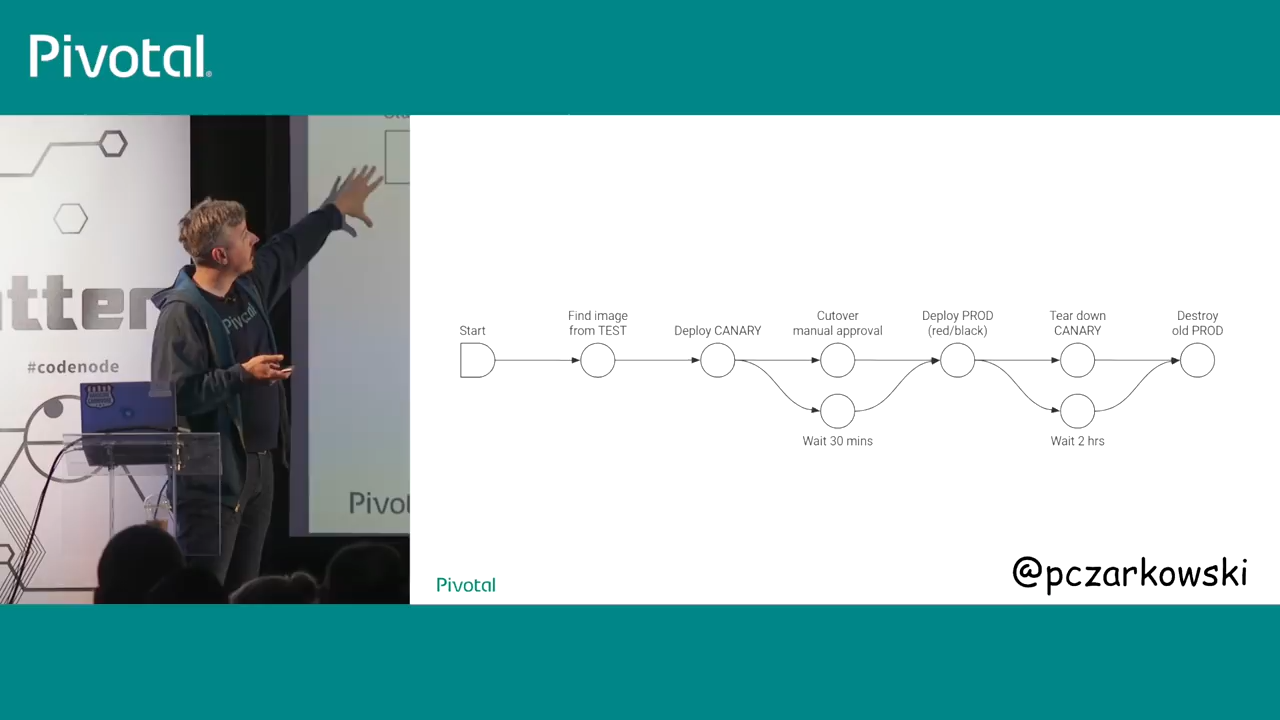 Pivotal
#codenode
Pivotal
Start
Find image
from TEST
Deploy CANARY
Cutover
manual approval
Deploy PROD
(red/black)
Tear down
CANARY
Destroy
old PROD
Wait 30 mins
Wait 2 hrs
Pivotal
@pczarkowski